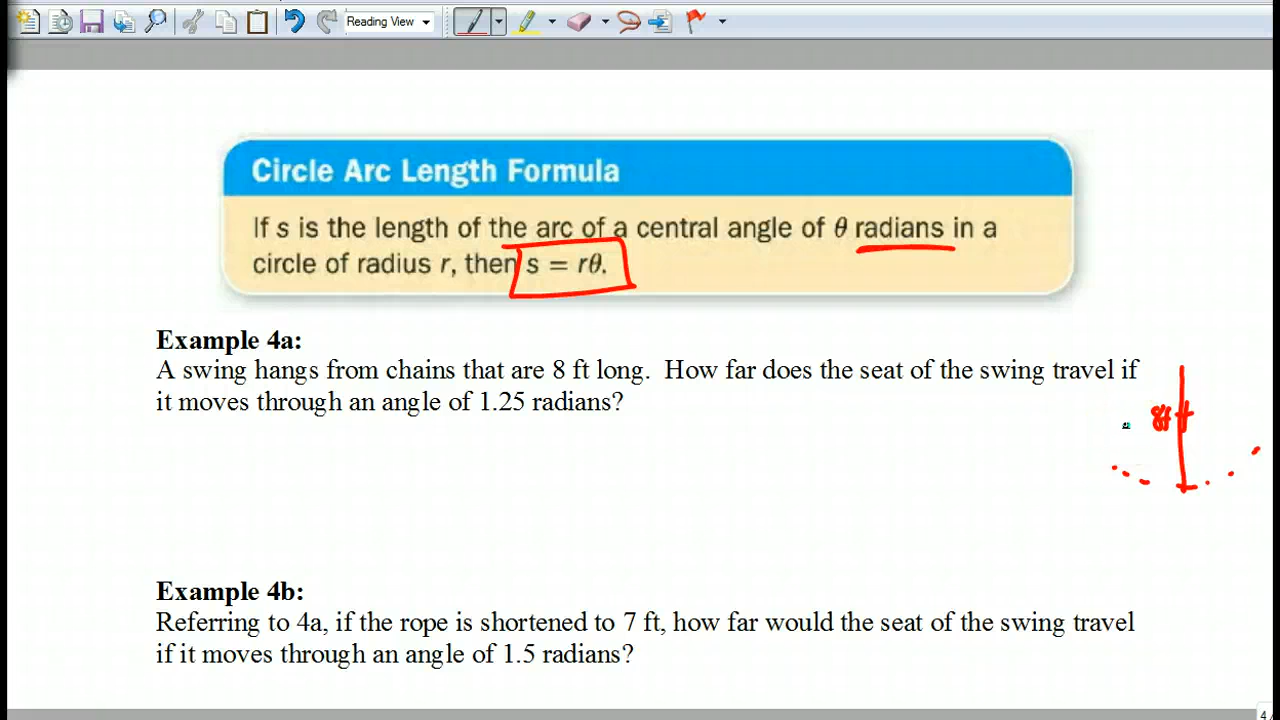 Reading View
Circle Arc Length Formula
If s is the length of the arc of a central angle of θ radians in a
circle of radius r, then s = rθ.
Example 4a:
A swing hangs from chains that are 8 ft long. How far does the seat of the swing travel if
it moves through an angle of 1.25 radians?
8ft
Example 4b:
Referring to 4a, if the rope is shortened to 7 ft, how far would the seat of the swing travel
if it moves through an angle of 1.5 radians?
4